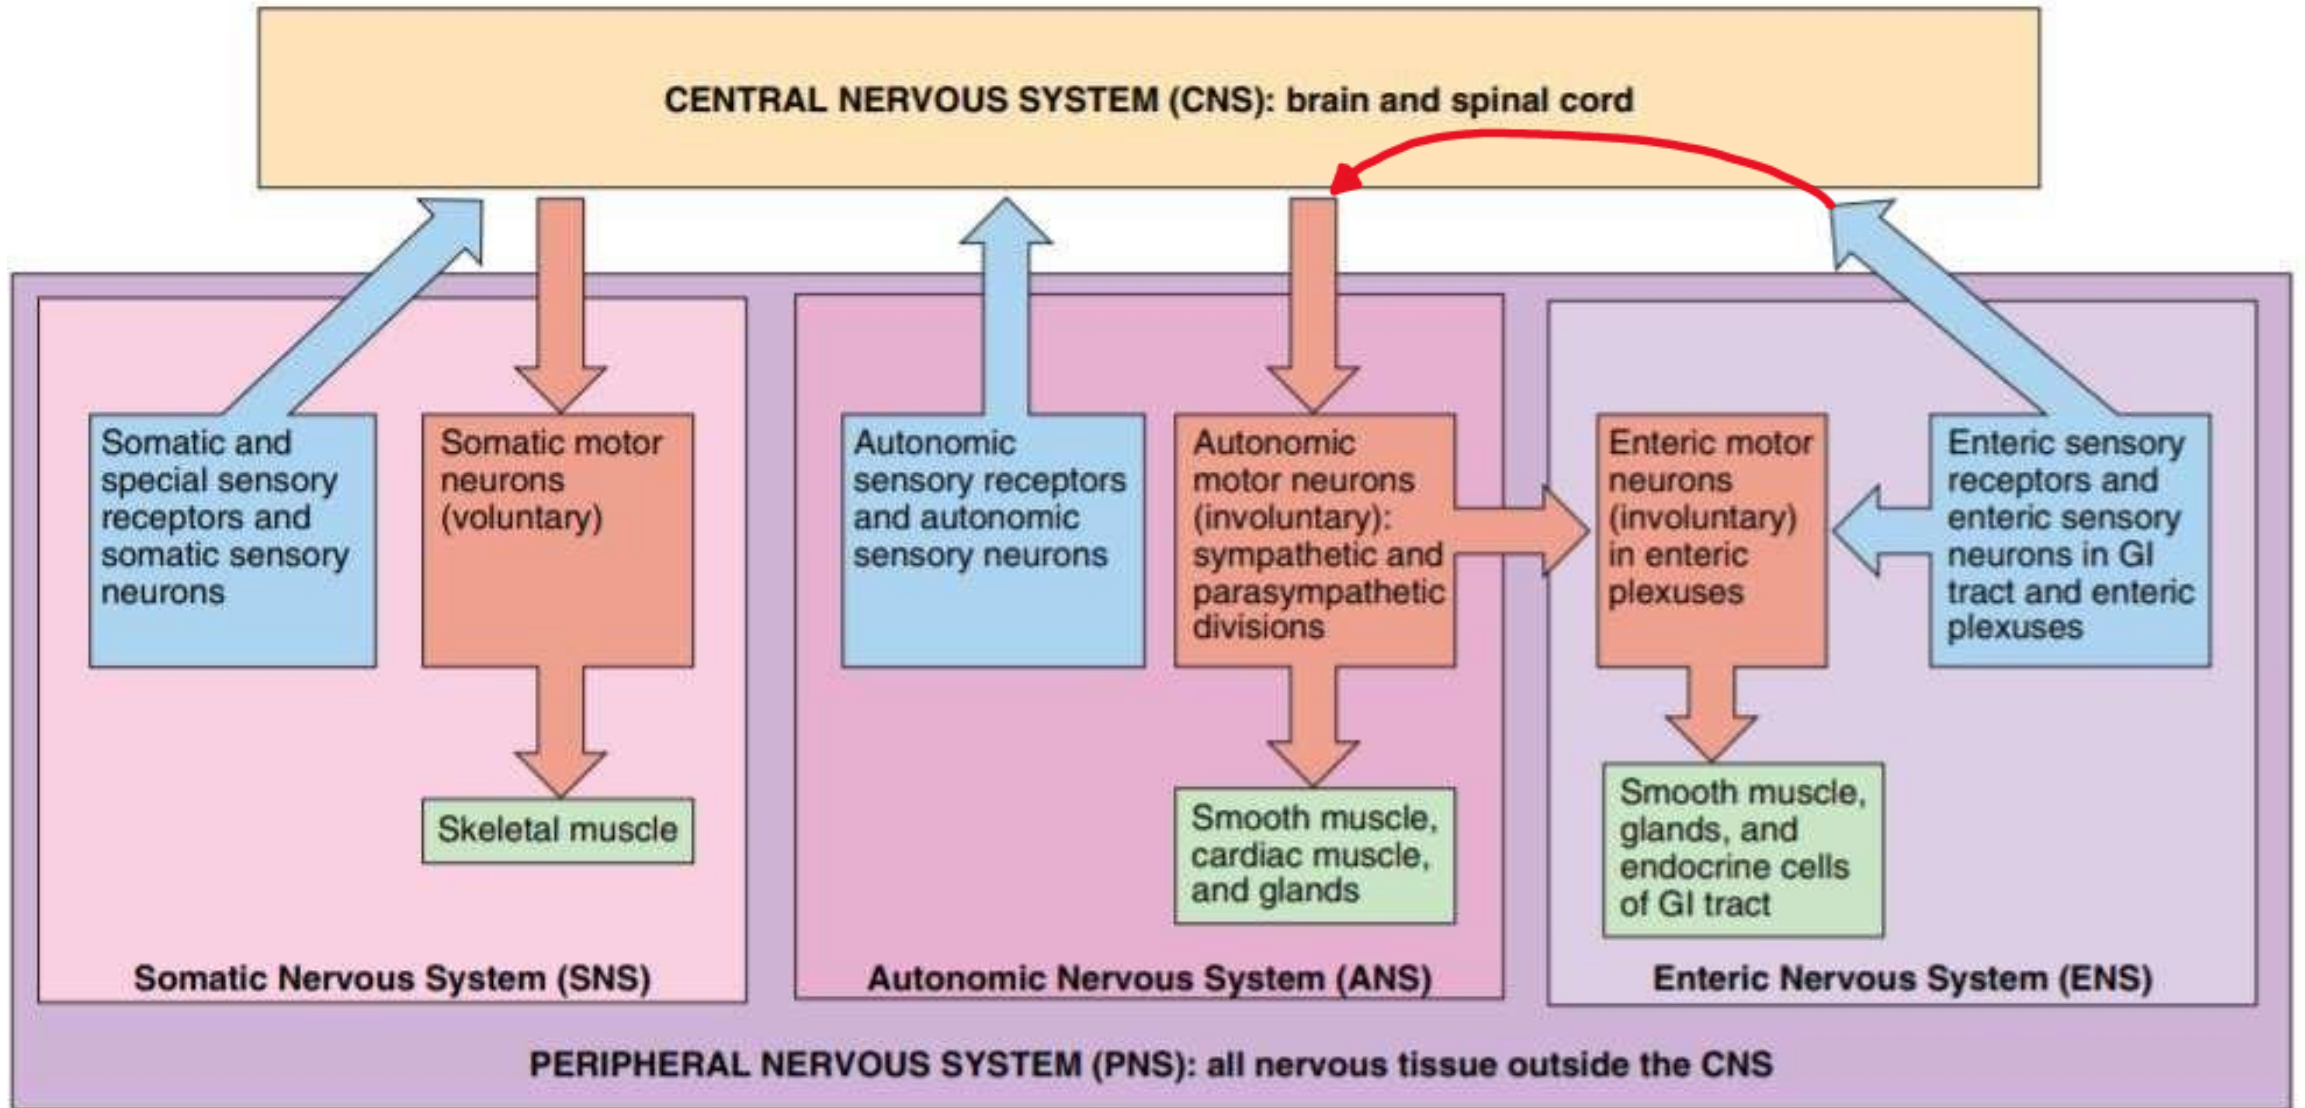 CENTRAL NERVOUS SYSTEM (CNS): brain and spinal cord
Somatic and
special sensory
receptors and
somatic sensory
neurons
Somatic motor
neurons
(voluntary)
Skeletal muscle
Somatic Nervous System (SNS)
Autonomic
sensory receptors
and autonomic
sensory neurons
Autonomic
motor neurons
(involuntary):
sympathetic and
parasympathetic
divisions
Smooth muscle,
cardiac muscle,
and glands
Autonomic Nervous System (ANS)
Enteric motor
neurons
(involuntary)
in enteric
plexuses
Enteric sensory
receptors and
enteric sensory
neurons in GI
tract and enteric
plexuses
Smooth muscle,
glands, and
endocrine cells
of GI tract
Enteric Nervous System (ENS)
PERIPHERAL NERVOUS SYSTEM (PNS): all nervous tissue outside the CNS